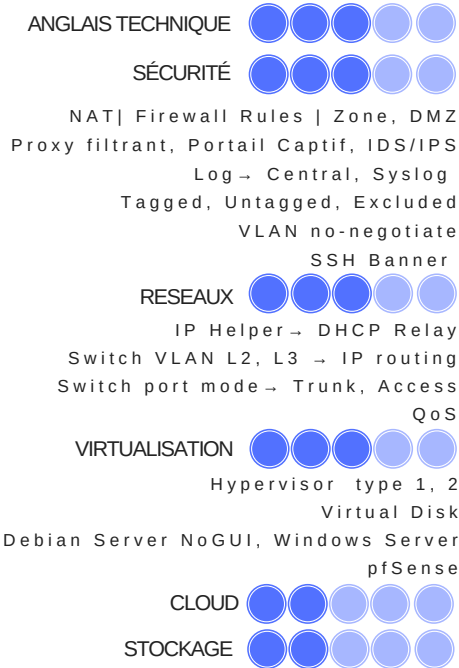 ANGLAIS TECHNIQUE
SÉCURITÉ
NAT| Firewall Rules | Zone, DMZ
Proxy filtrant, Portail Captif, IDS/IPS
Log→ Central, Syslog
Tagged, Untagged, Excluded
VLAN no-negotiate
SSH Banner
RESEAUX
IP Helper→ DHCP Relay
Switch VLAN L2, L3 → IP routing
Switch port mode→ Trunk, Access
QoS
VIRTUALISATION
Hypervisor type 1, 2
Virtual Disk
Debian Server NoGUI, Windows Server
pfSense
CLOUD
STOCKAGE